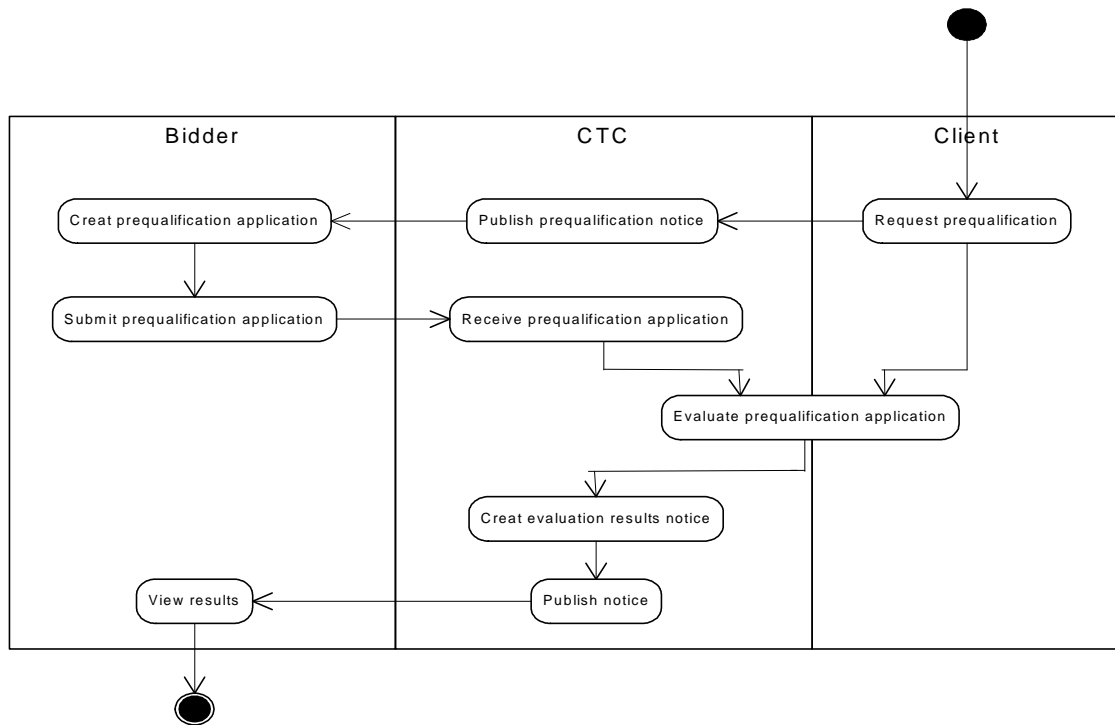 Bidder
CTC
Client
Creat prequalification application
Publish prequalification notice
Request prequalification
Submit prequalification application
Receive prequalification application
Evaluate prequalification application
Creat evaluation results notice
View results
Publish notice